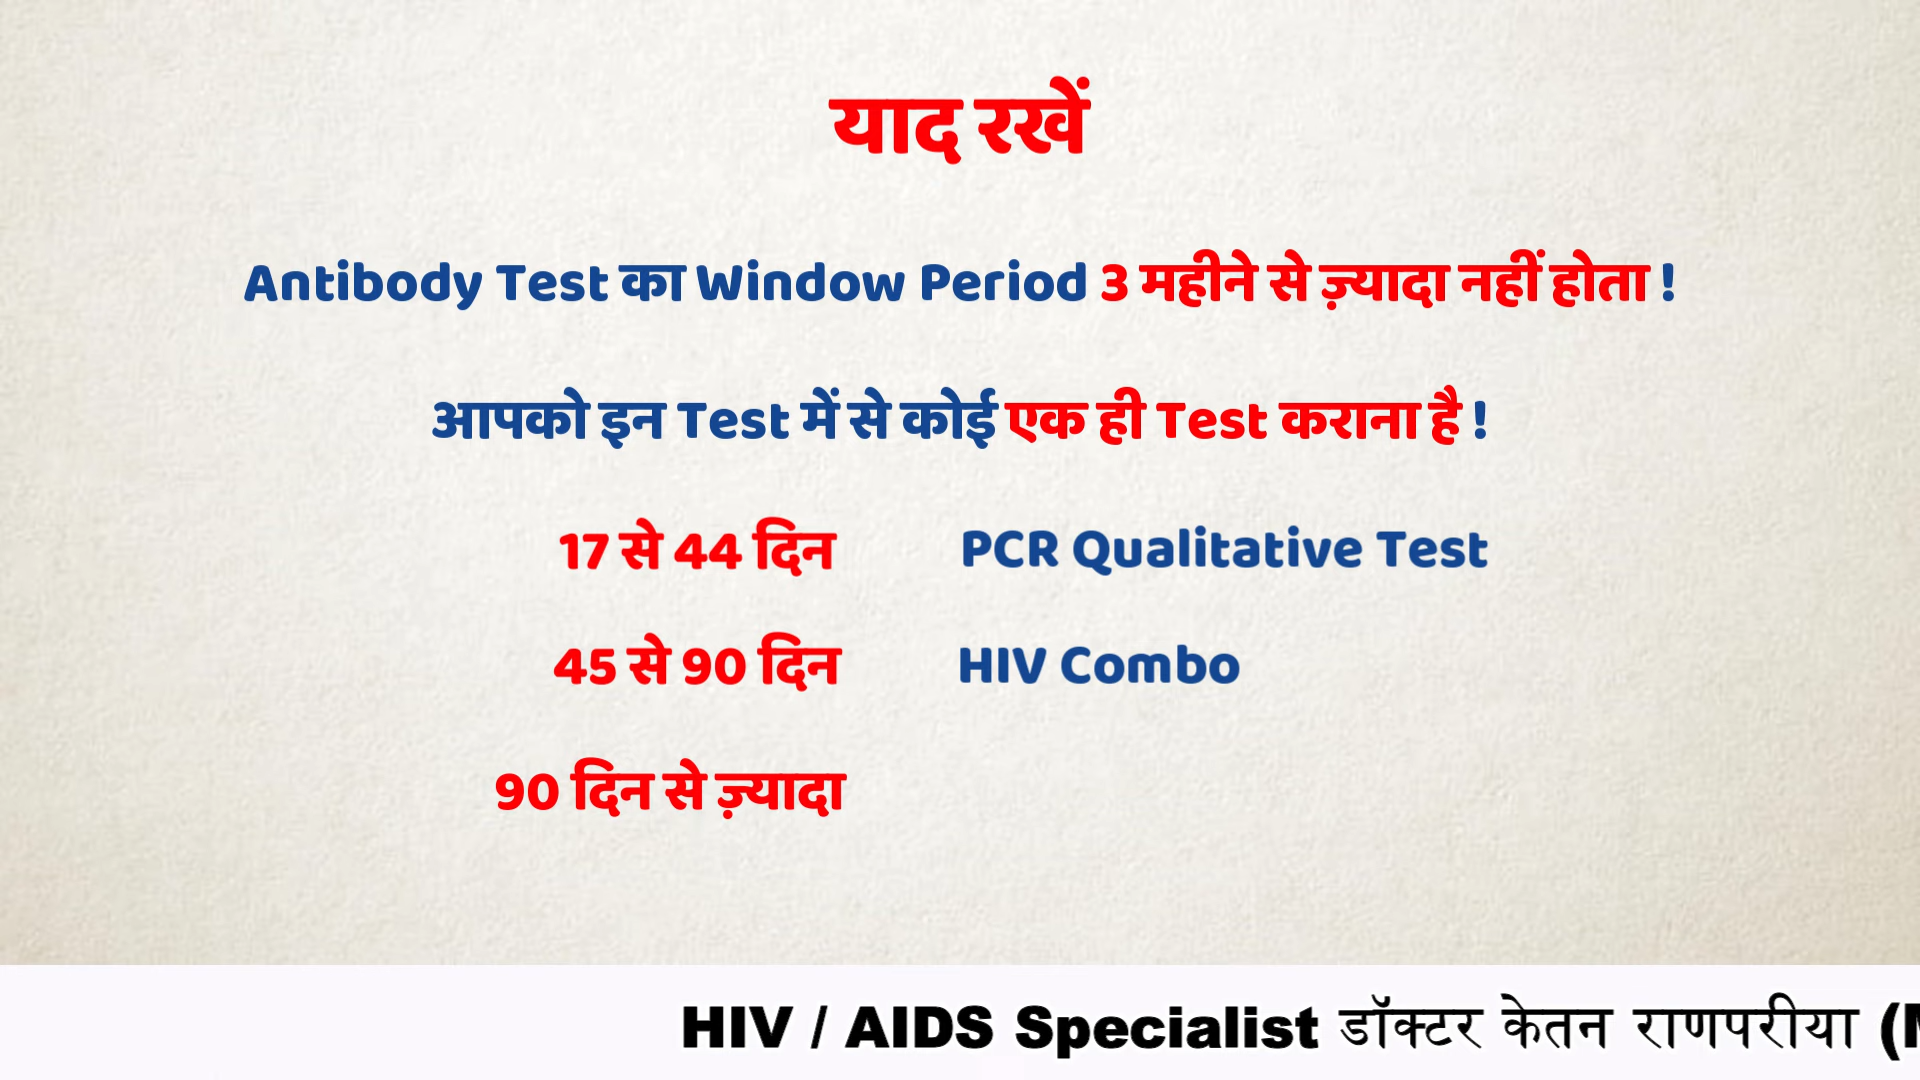 याद रखें
Antibody Test का Window Period 3 महीने से ज़्यादा नहीं होता !
आपको इन Test में से कोई एक ही Test कराना है !
17 से 44 दिन PCR Qualitative Test
45 से 90 दिन HIV Combo
90 दिन से ज़्यादा
HIV / AIDS Specialist डॉक्टर केतन राणपरीया (